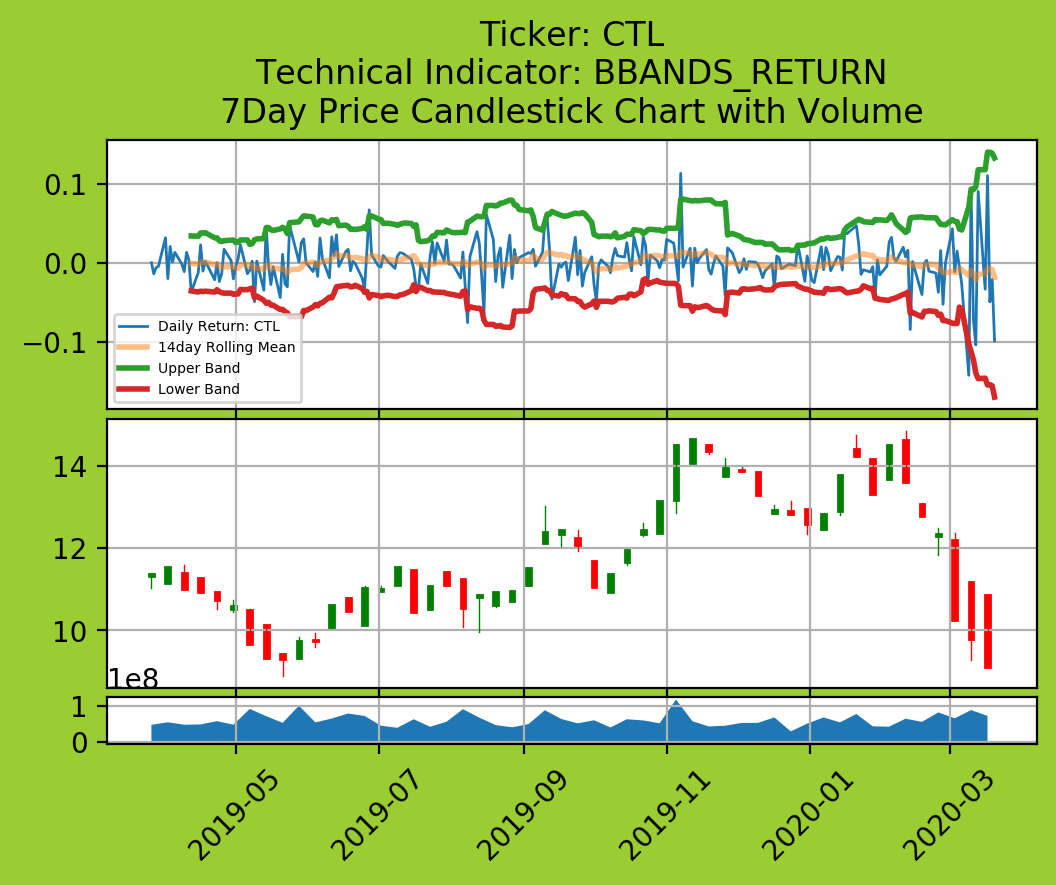 Ticker: CTL
Technical Indicator: BBANDS_RETURN
7Day Price Candlestick Chart with Volume
0.1
0.0
−0.1
Daily Return: CTL
14day Rolling Mean
Upper Band
Lower Band
14
12
10
1e8
1
0
2019-05
2019-07
2019-09
2019-11
2020-01
2020-03